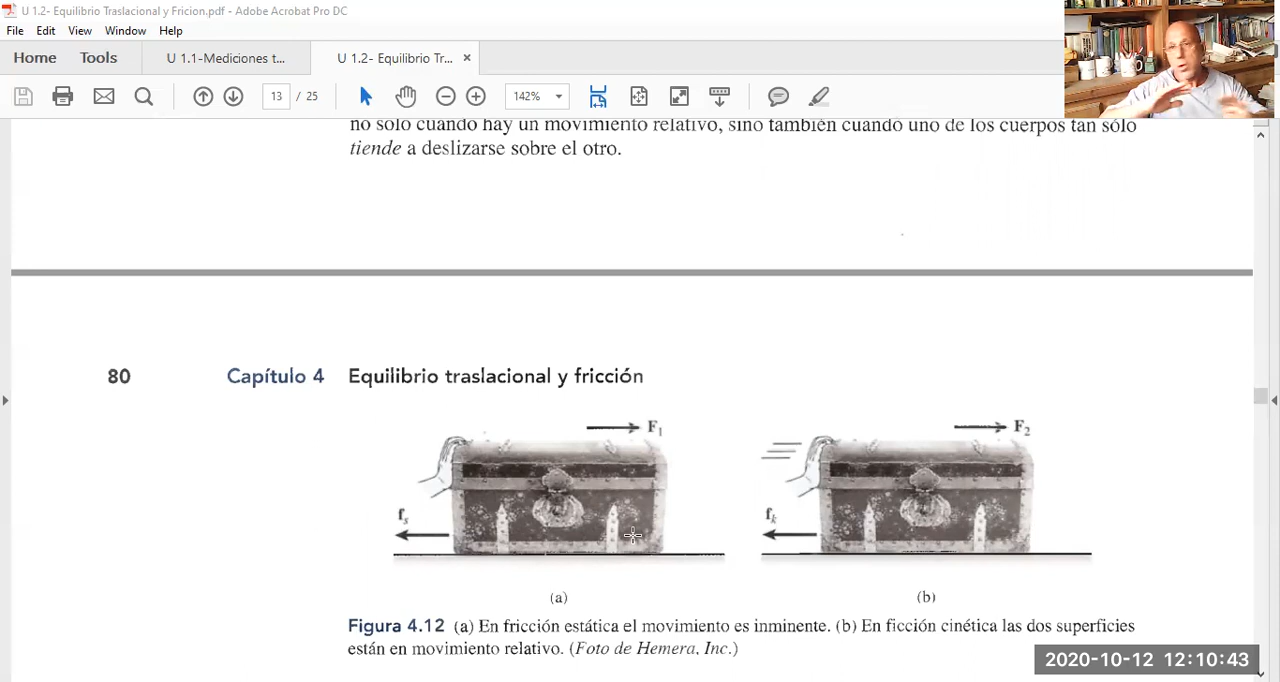 U 1.2- Equilibrio Traslacional y Fricion.pdf - Adobe Acrobat Pro DC
File Edit View Window Help
Home Tools U 1.1-Mediciones t... U 1.2- Equilibrio Tr... ×
13 / 25 142%
no sólo cuando hay un movimiento relativo, sino también cuando uno de los cuerpos tan sólo
tiende a deslizarse sobre el otro.
80 Capítulo 4 Equilibrio traslacional y fricción
F1 F2
fs fk
(a) (b)
Figura 4.12 (a) En fricción estática el movimiento es inminente. (b) En ficción cinética las dos superficies
están en movimiento relativo. (Foto de Hemera, Inc.)
2020-10-12 12:10:43